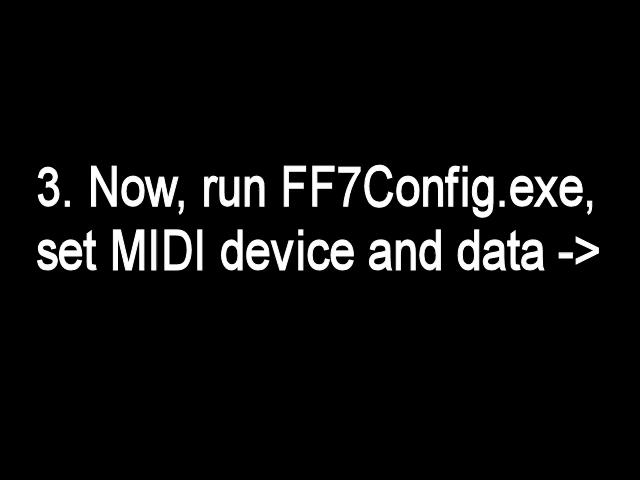 3. Now, run FF7Config.exe,
set MIDI device and data ->